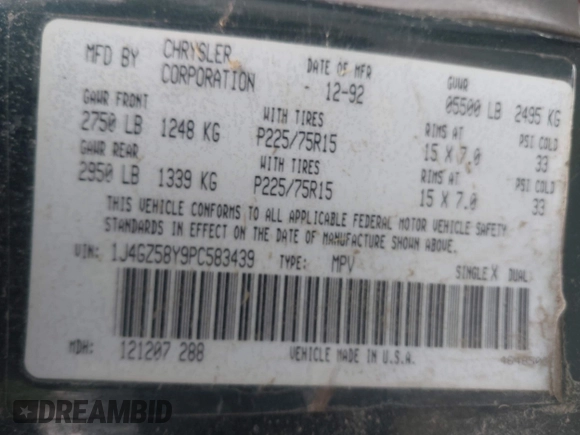 MFD BY CHRYSLER CORPORATION DATE OF MFR - 12-92 GVWR 05500 LB 2495 KG
GAWR FRONT WITH TIRES RIMS AT PSI COLD
2750 LB 1248 KG P225/75R15 15 X 7.0 33
GAWR REAR WITH TIRES RIMS AT PSI COLD
2950 LB 1339 KG P225/75R15 15 X 7.0 33
THIS VEHICLE CONFORMS TO ALL APPLICABLE FEDERAL MOTOR VEHICLE SAFETY
STANDARDS IN EFFECT ON THE DATE OF MANUFACTURE SHOWN ABOVE.
VIN: 1J4GZ58Y9PC583439 TYPE: MPV SINGLE X DUAL
MDH: 121207 288 VEHICLE MADE IN U.S.A.
DREAMBID